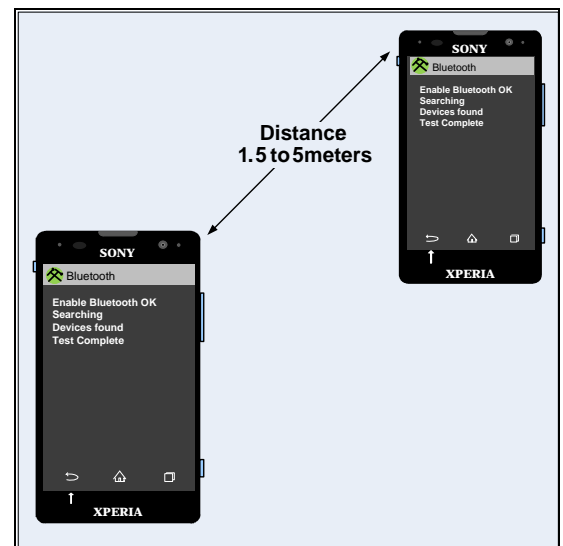 SONY
Bluetooth
Enable Bluetooth OK
Searching
Devices found
Test Complete
XPERIA
Distance
1.5 to 5meters
SONY
Bluetooth
Enable Bluetooth OK
Searching
Devices found
Test Complete
XPERIA